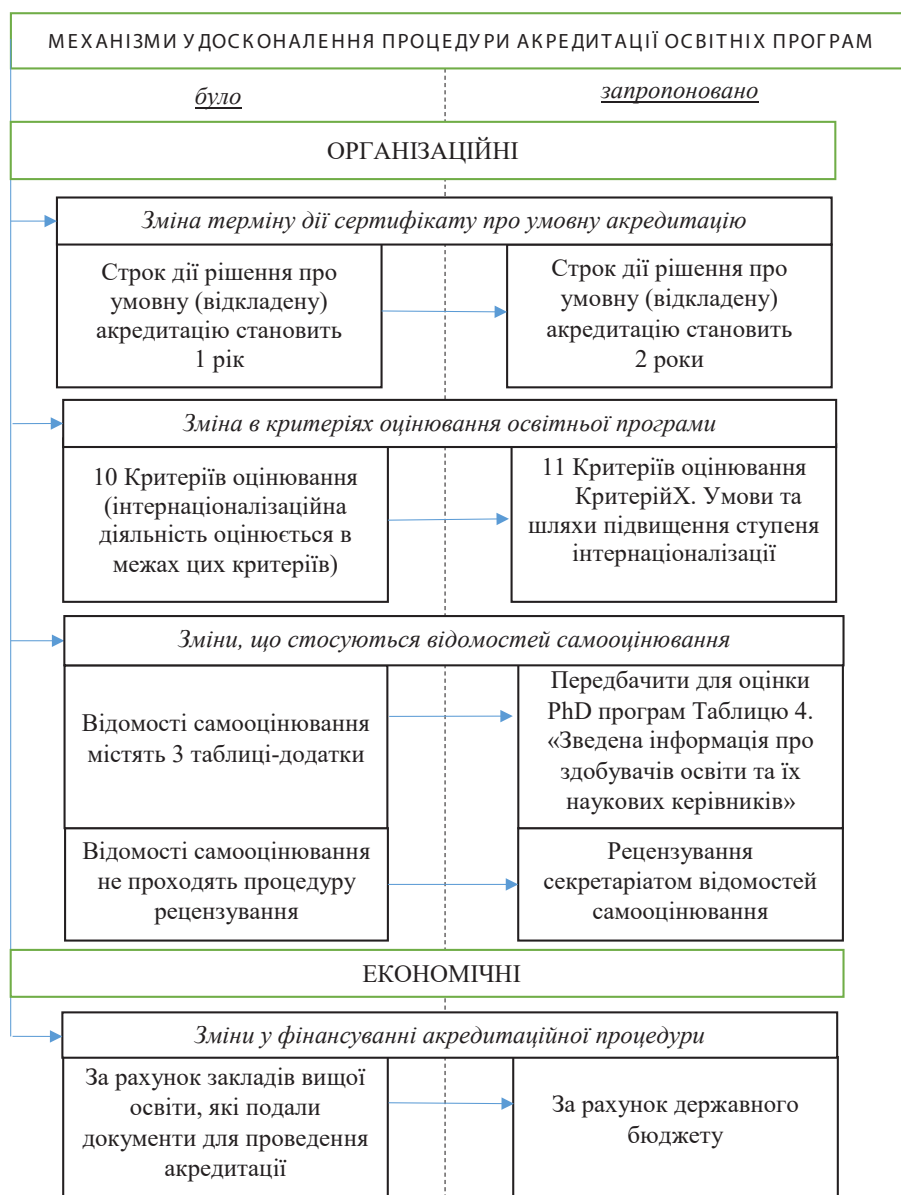 МЕХАНІЗМИ УДОСКОНАЛЕННЯ ПРОЦЕДУРИ АКРЕДИТАЦІЇ ОСВІТНІХ ПРОГРАМ
було
запропоновано
ОРГАНІЗАЦІЙНІ
Зміна терміну дії сертифікату про умовну акредитацію
Строк дії рішення про
умовну (відкладену)
акредитацію становить
1 рік
Строк дії рішення про
умовну (відкладену)
акредитацію становить
2 роки
Зміна в критеріях оцінювання освітньої програми
10 Критеріїв оцінювання
(інтернаціоналізаційна
діяльність оцінюється в
межах цих критеріїв)
11 Критеріїв оцінювання
КритерійX. Умови та
шляхи підвищення ступеня
інтернаціоналізації
Зміни, що стосуються відомостей самооцінювання
Відомості самооцінювання
містять 3 таблиці-додатки
Передбачити для оцінки
PhD програм Таблицю 4.
«Зведена інформація про
здобувачів освіти та їх
наукових керівників»
Відомості самооцінювання
не проходять процедуру
рецензування
Рецензування
секретаріатом відомостей
самооцінювання
ЕКОНОМІЧНІ
Зміни у фінансуванні акредитаційної процедури
За рахунок закладів вищої
освіти, які подали
документи для проведення
акредитації
За рахунок державного
бюджету